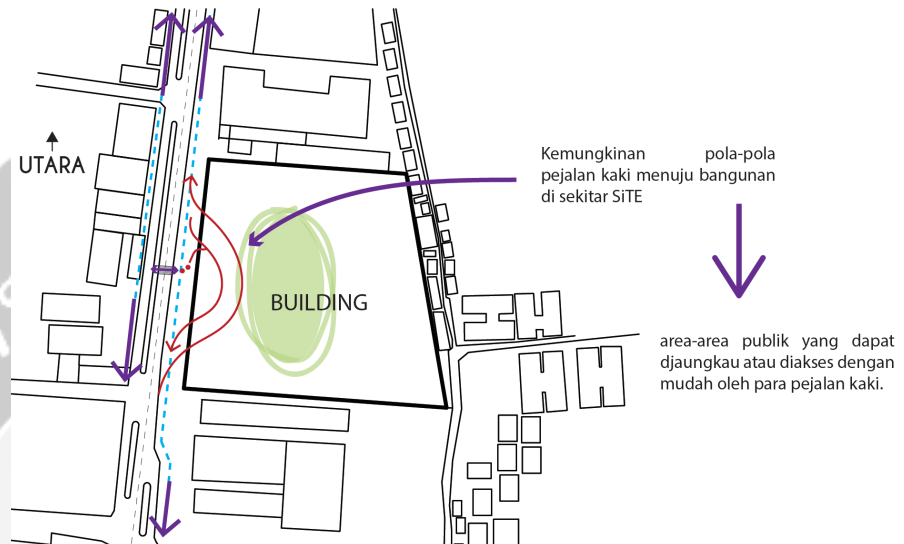 UTARA
Kemungkinan pola-pola
pejalan kaki menuju bangunan
di sekitar SiTE
BUILDING
area-area publik yang dapat
djaungkau atau diakses dengan
mudah oleh para pejalan kaki.